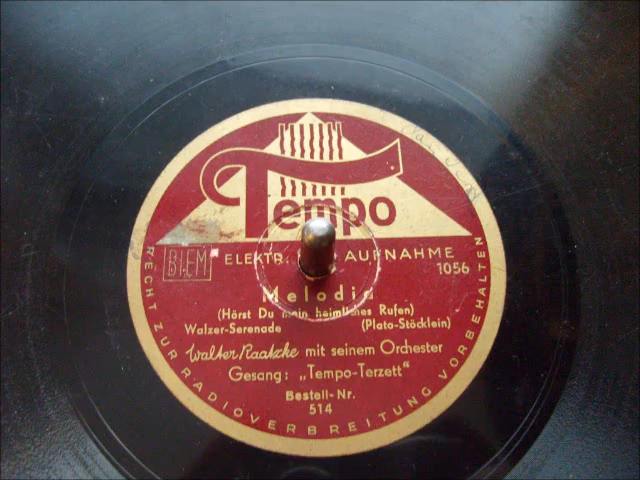 Tempo
BIEM ELEKTR. AUFNAHME
1056
Melodia
(Hörst Du mein heimliches Rufen)
Walzer-Serenade (Plato-Stöcklein)
Walter Raatzke mit seinem Orchester
Gesang: „Tempo-Terzett"
Bestell-Nr.
514
RECHT ZUR RADIOVERBREITUNG VORBEHALTEN